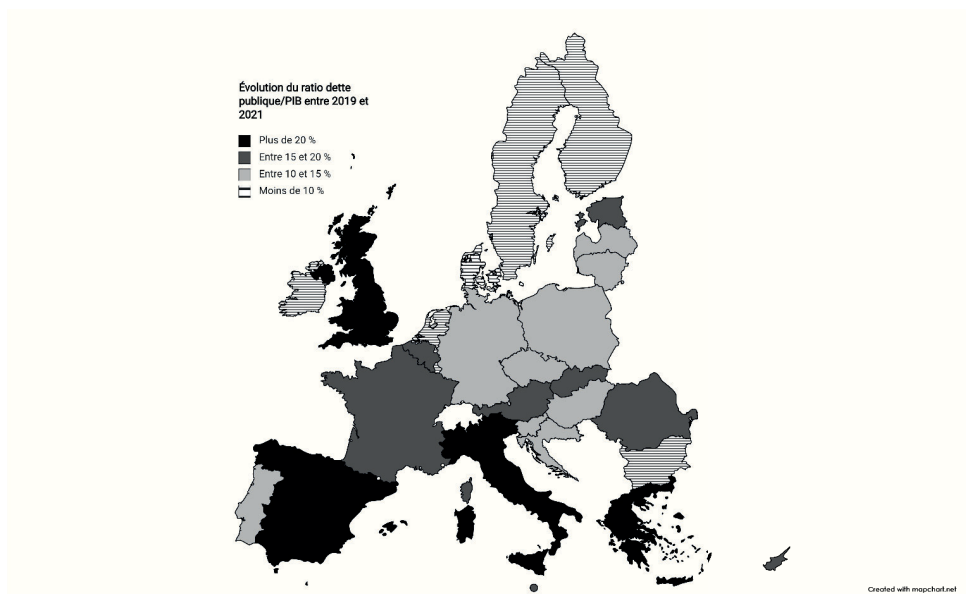 Évolution du ratio dette
publique/PIB entre 2019 et
2021
Plus de 20 %
Entre 15 et 20 %
Entre 10 et 15 %
Moins de 10 %
Created with mapchart.net